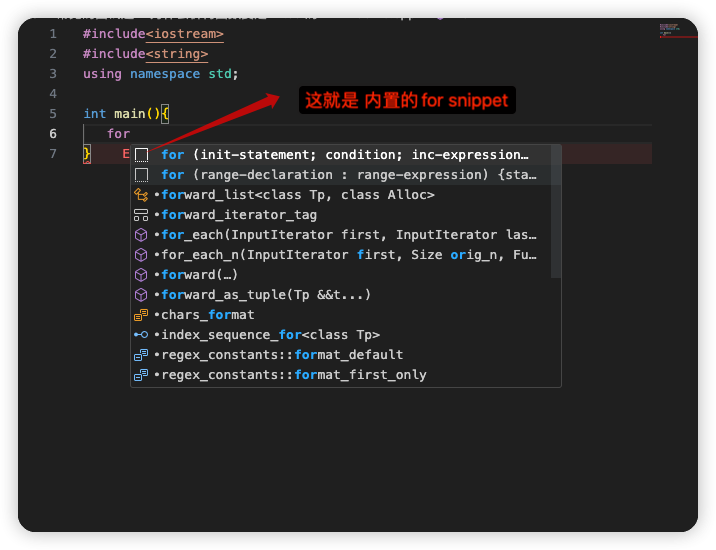 1 #include<iostream>
2 #include<string>
3 using namespace std;
4
这就是 内置的 for snippet
5 int main(){
6 for
7 } E
for (init-statement; condition; inc-expression…
for (range-declaration : range-expression) {sta…
•forward_list<class Tp, class Alloc>
forward_iterator_tag
•for_each(InputIterator first, InputIterator las…
•for_each_n(InputIterator first, Size orig_n, Fu…
•forward(…)
•forward_as_tuple(Tp &&t...)
•chars_format
•index_sequence_for<class Tp>
•regex_constants::format_default
•regex_constants::format_first_only